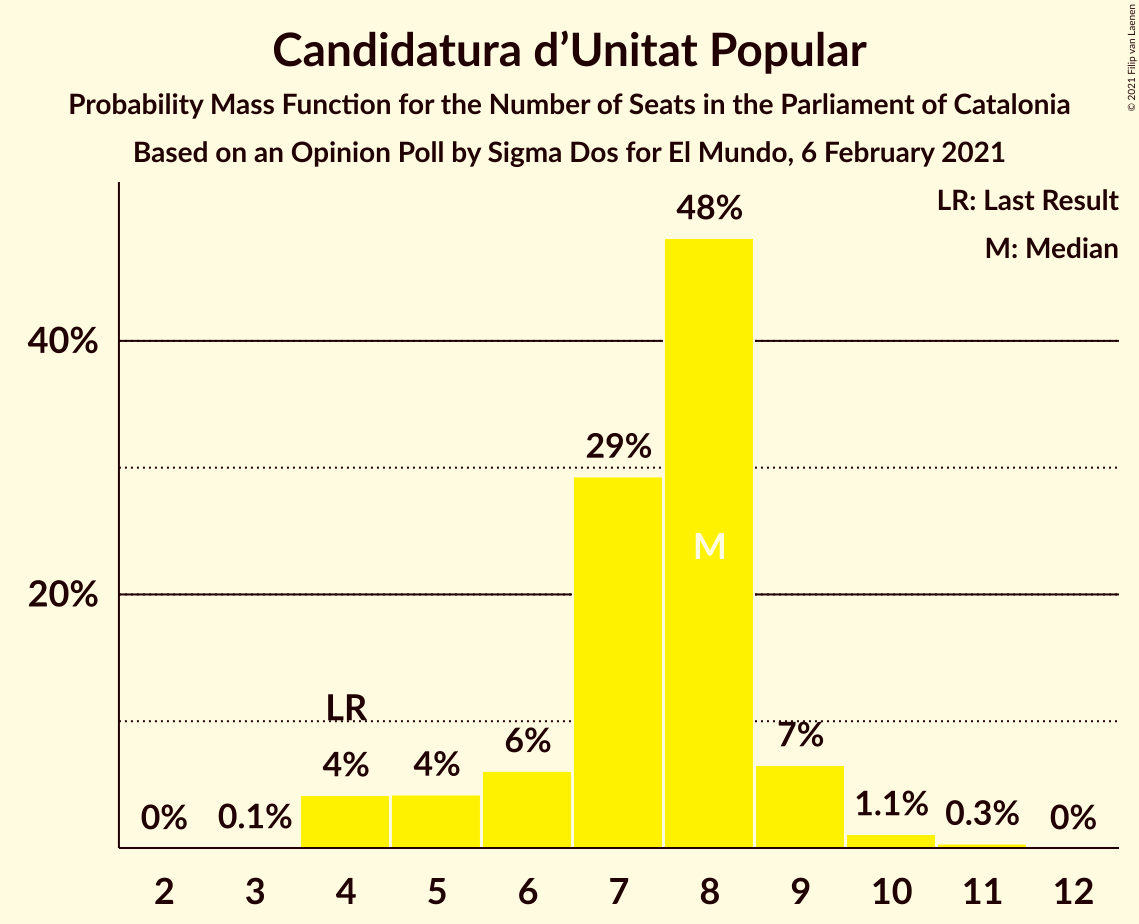 Candidatura d’Unitat Popular
Probability Mass Function for the Number of Seats in the Parliament of Catalonia
Based on an Opinion Poll by Sigma Dos for El Mundo, 6 February 2021
© 2021 Filip van Laenen
LR: Last Result
M: Median
48%
40%
29%
M
20%
LR
7%
6%
4%
4%
1.1%
0.3%
0%
0.1%
0%
2 3 4 5 6 7 8 9 10 11 12